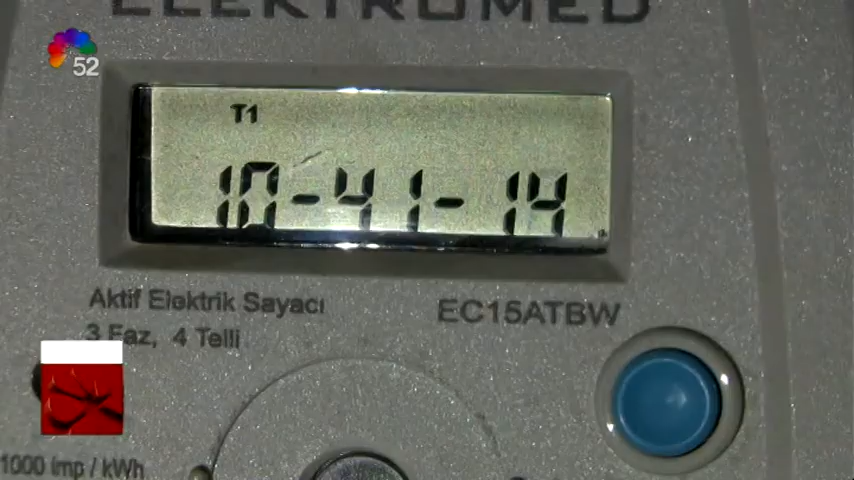 ELEKTROMED
52
T1
10-41-14
Aktif Elektrik Sayacı
EC15ATBW
3 Faz, 4 Telli
1000 imp / kWh